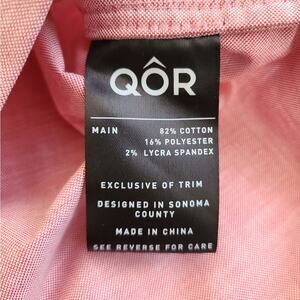 QÔR
MAIN 82% COTTON
16% POLYESTER
2% LYCRA SPANDEX
EXCLUSIVE OF TRIM
DESIGNED IN SONOMA
COUNTY
MADE IN CHINA
SEE REVERSE FOR CARE